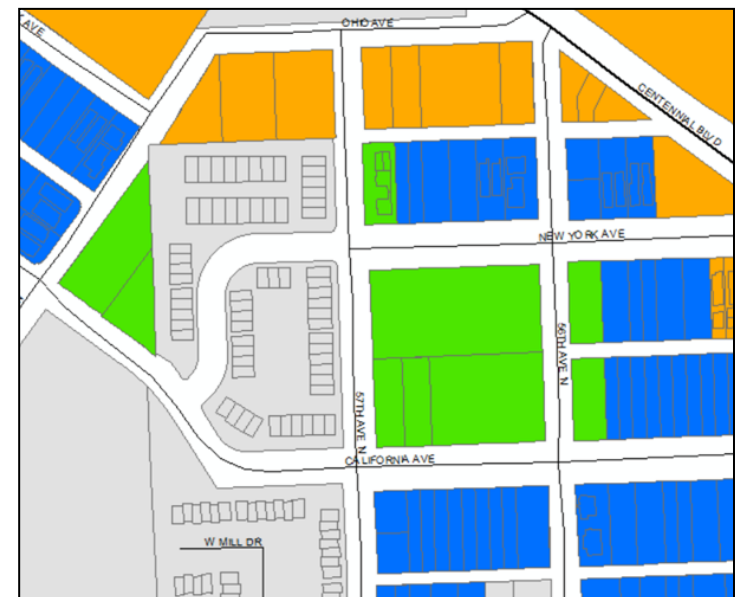 K AVE
OHIO AVE
CENTENNIAL BLVD
NEW YORK AVE
56TH AVE N
57TH AVE N
CALIFORNIA AVE
W MILL DR